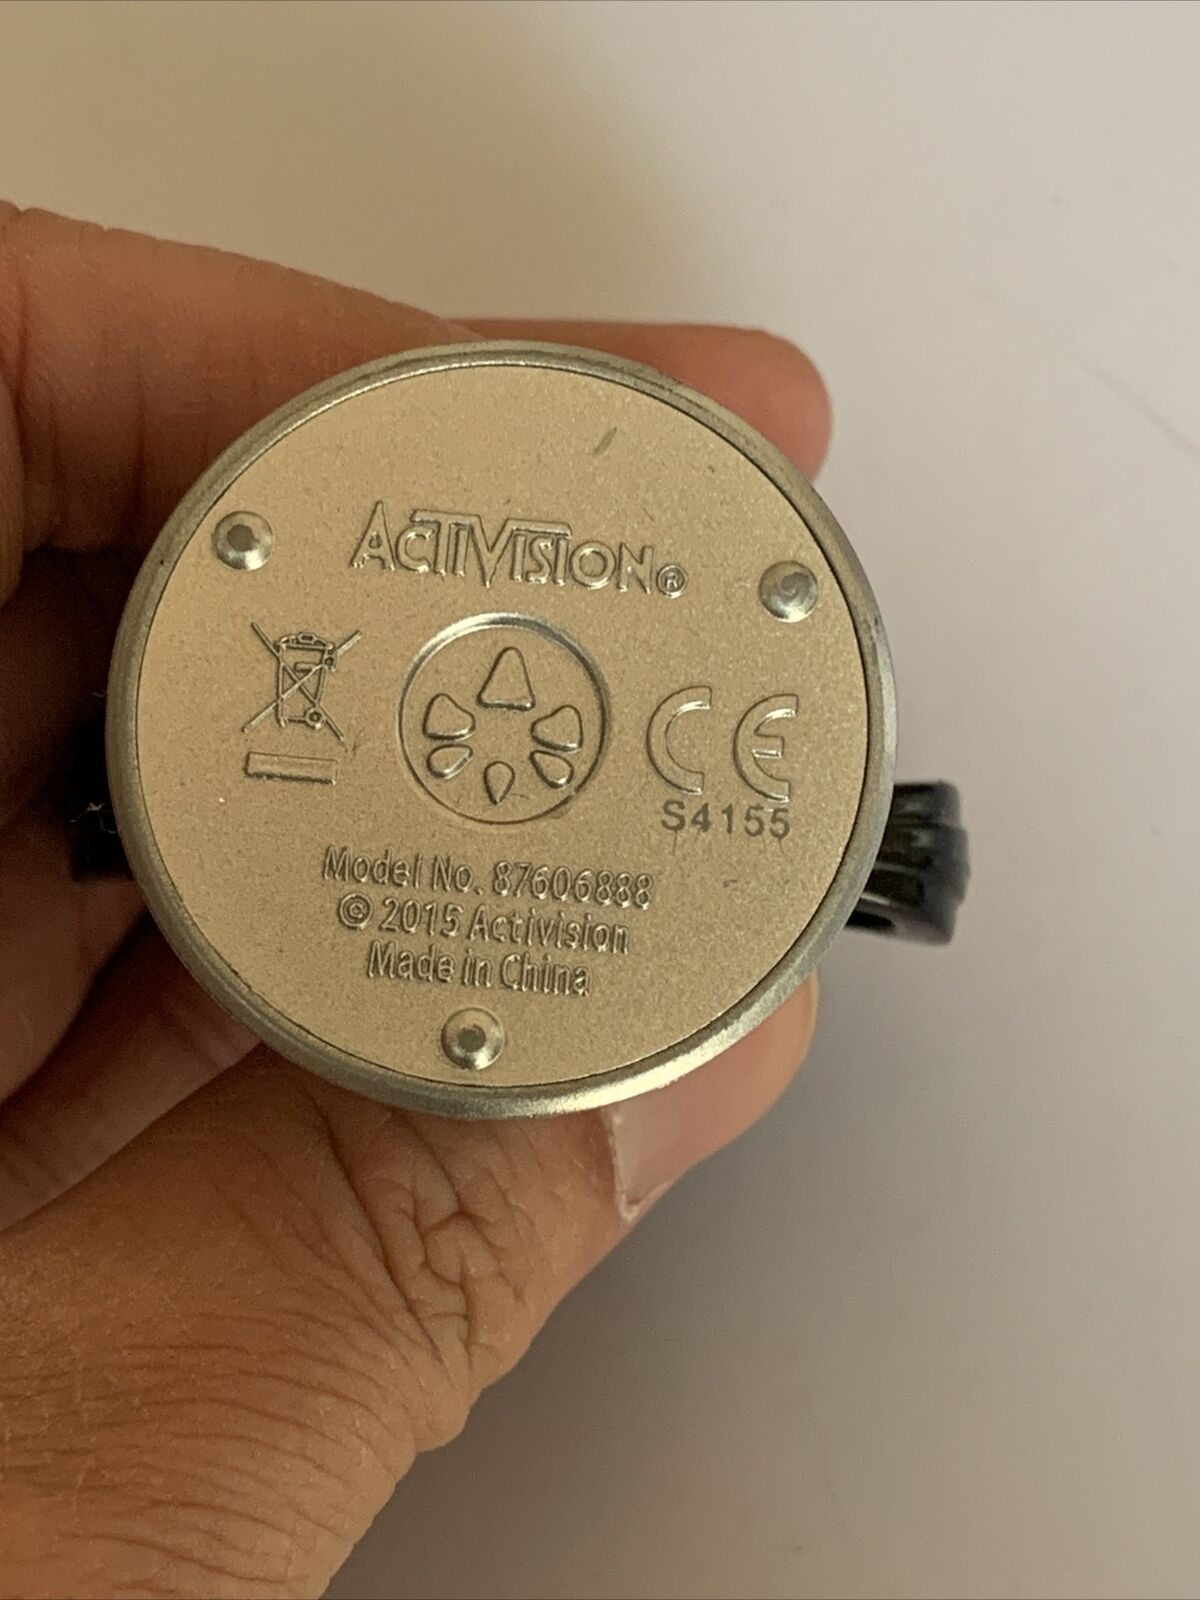 ACTIVISION®
CE
S4155
Model No. 87606888
© 2015 Activision
Made in China